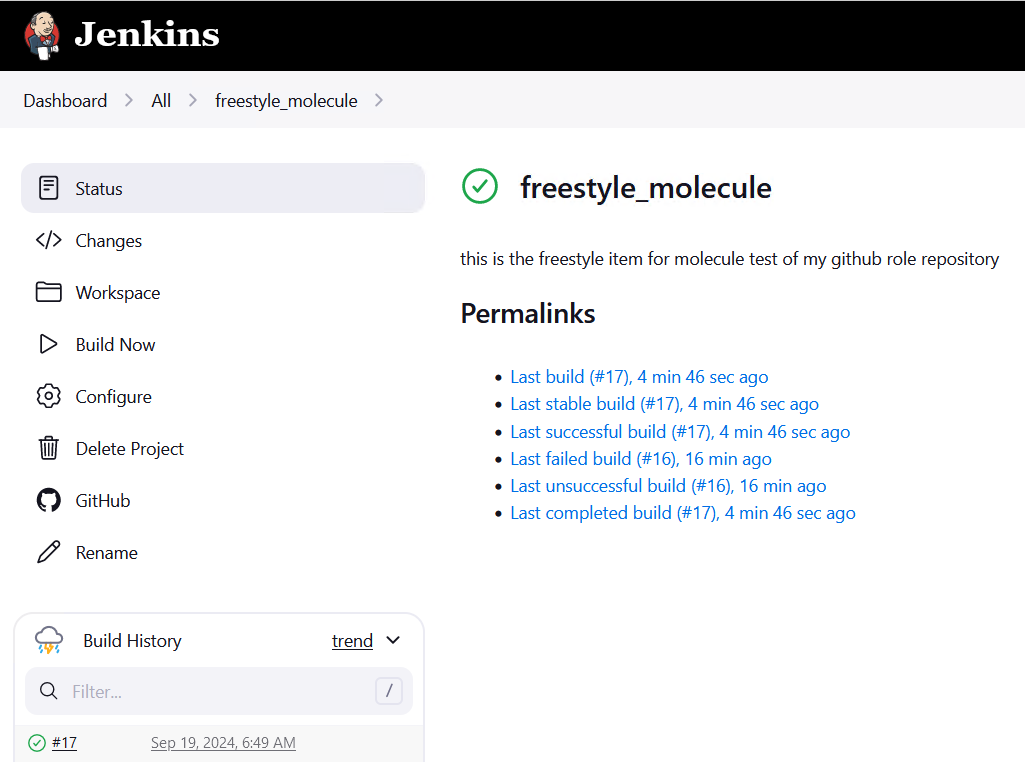 Jenkins
Dashboard > All > freestyle_molecule >
Status
Changes
Workspace
Build Now
Configure
Delete Project
GitHub
Rename
Build History trend
Filter... /
#17 Sep 19, 2024, 6:49 AM
freestyle_molecule
this is the freestyle item for molecule test of my github role repository
Permalinks
Last build (#17), 4 min 46 sec ago
Last stable build (#17), 4 min 46 sec ago
Last successful build (#17), 4 min 46 sec ago
Last failed build (#16), 16 min ago
Last unsuccessful build (#16), 16 min ago
Last completed build (#17), 4 min 46 sec ago